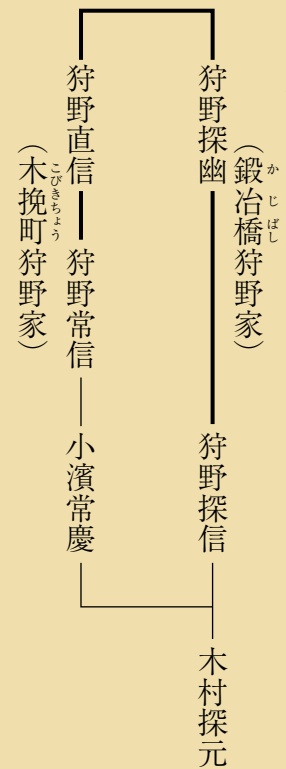 （鍛冶橋狩野家）
かじばし
狩野探幽
狩野探信
木村探元
狩野直信
狩野常信
小濱常慶
（木挽町狩野家）
こびきちょう